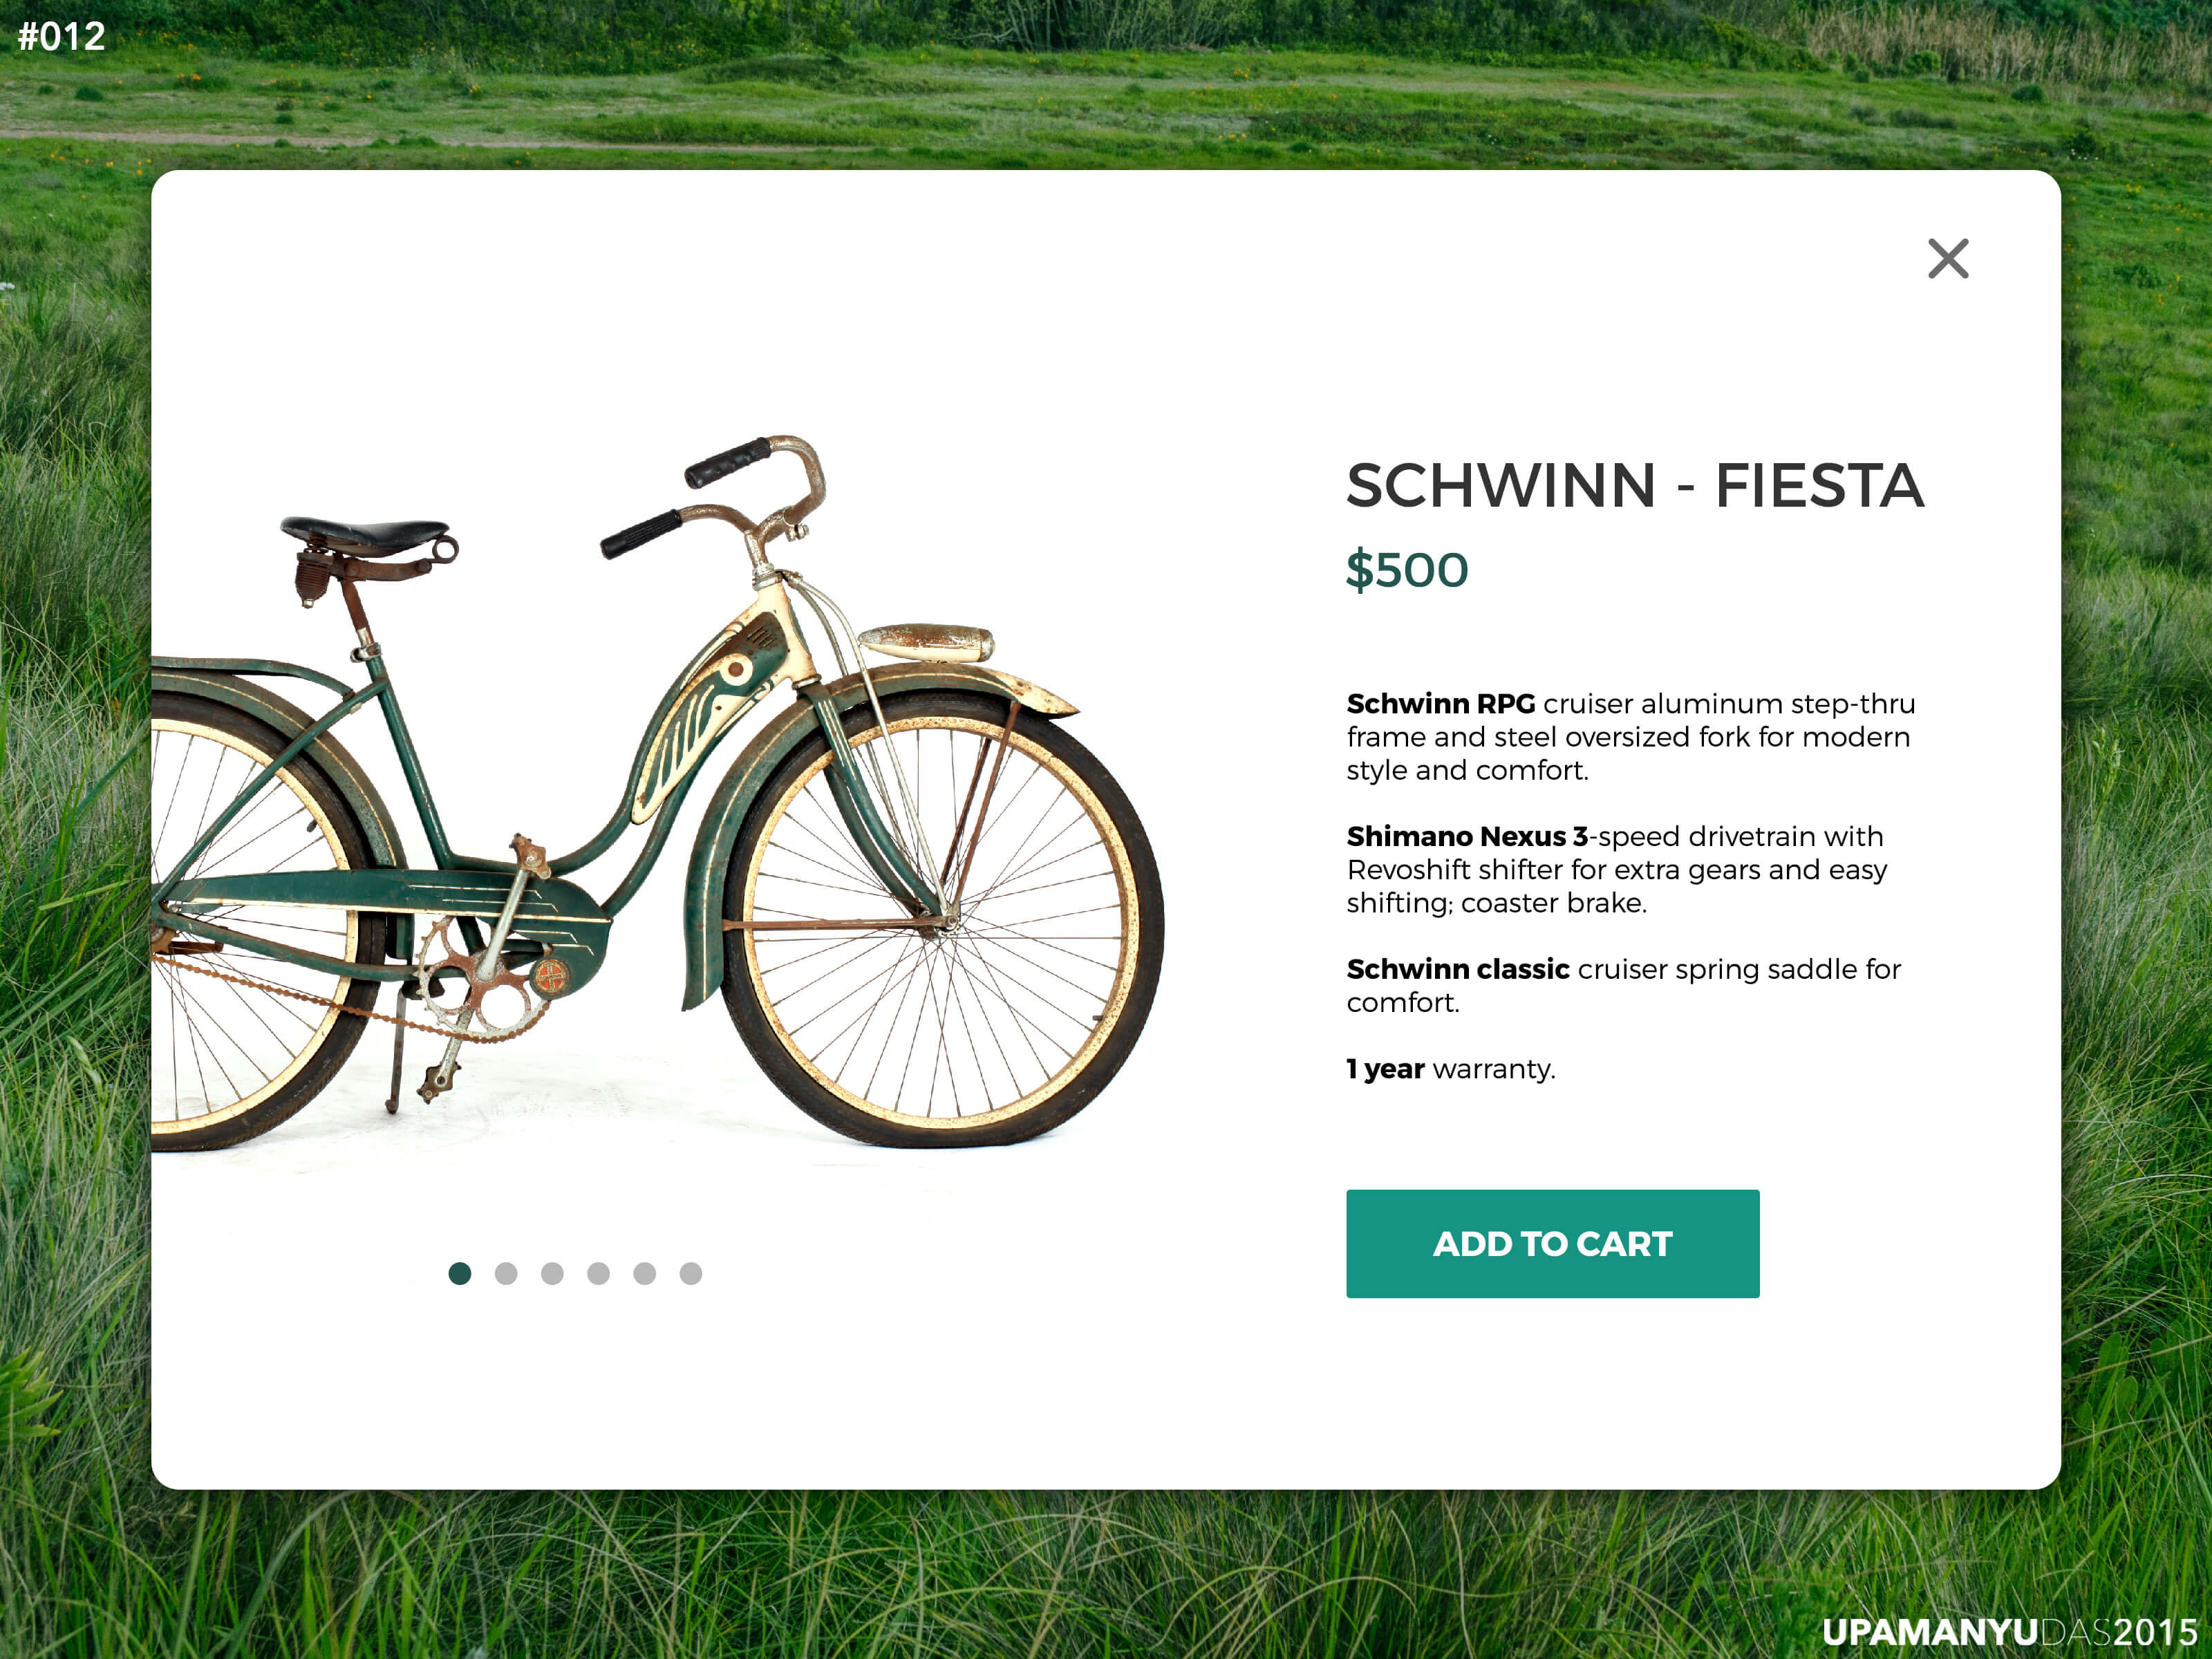 #012
SCHWINN - FIESTA
$500
Schwinn RPG cruiser aluminum step-thru
frame and steel oversized fork for modern
style and comfort.
Shimano Nexus 3-speed drivetrain with
Revoshift shifter for extra gears and easy
shifting; coaster brake.
Schwinn classic cruiser spring saddle for
comfort.
1 year warranty.
ADD TO CART
UPAMANYUDAS2015